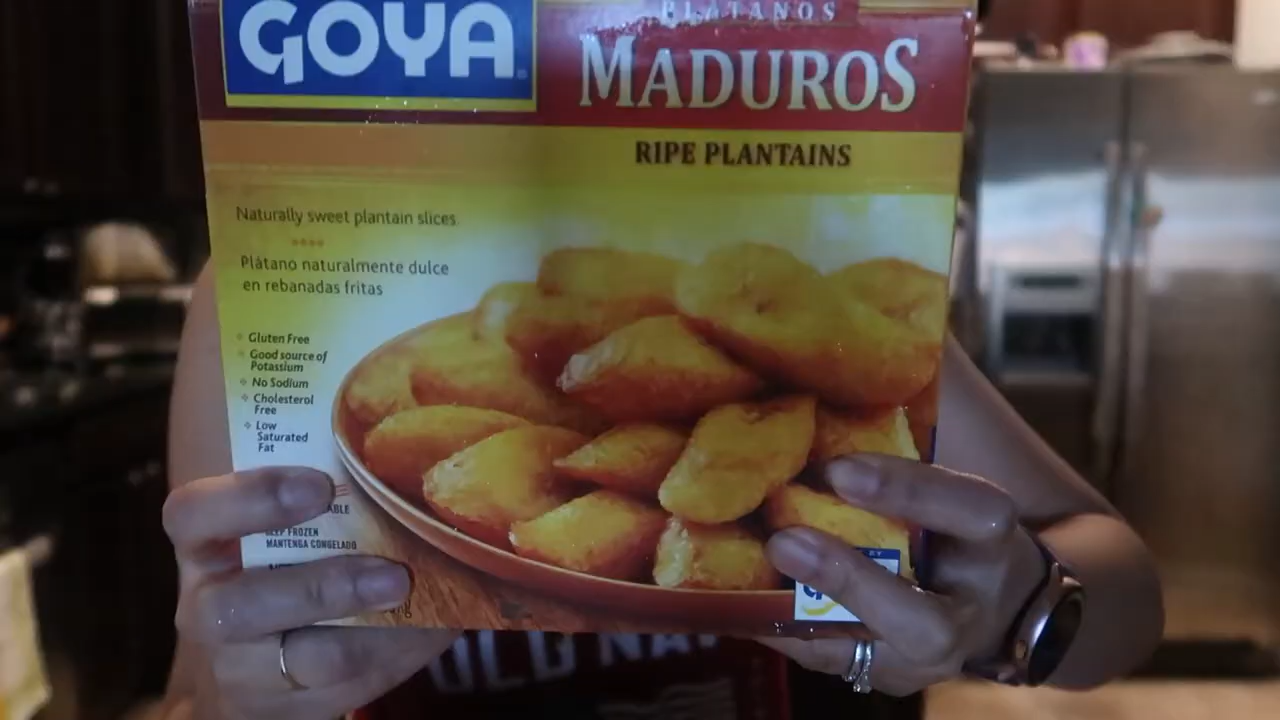 GOYA
PLÁTANOS
MADUROS
RIPE PLANTAINS
Naturally sweet plantain slices.
Plátano naturalmente dulce
en rebanadas fritas
Gluten Free
Good source of
Potassium
No Sodium
Cholesterol
Free
Low
Saturated
Fat
FROZEN
MANTENGA CONGELADO
OLD